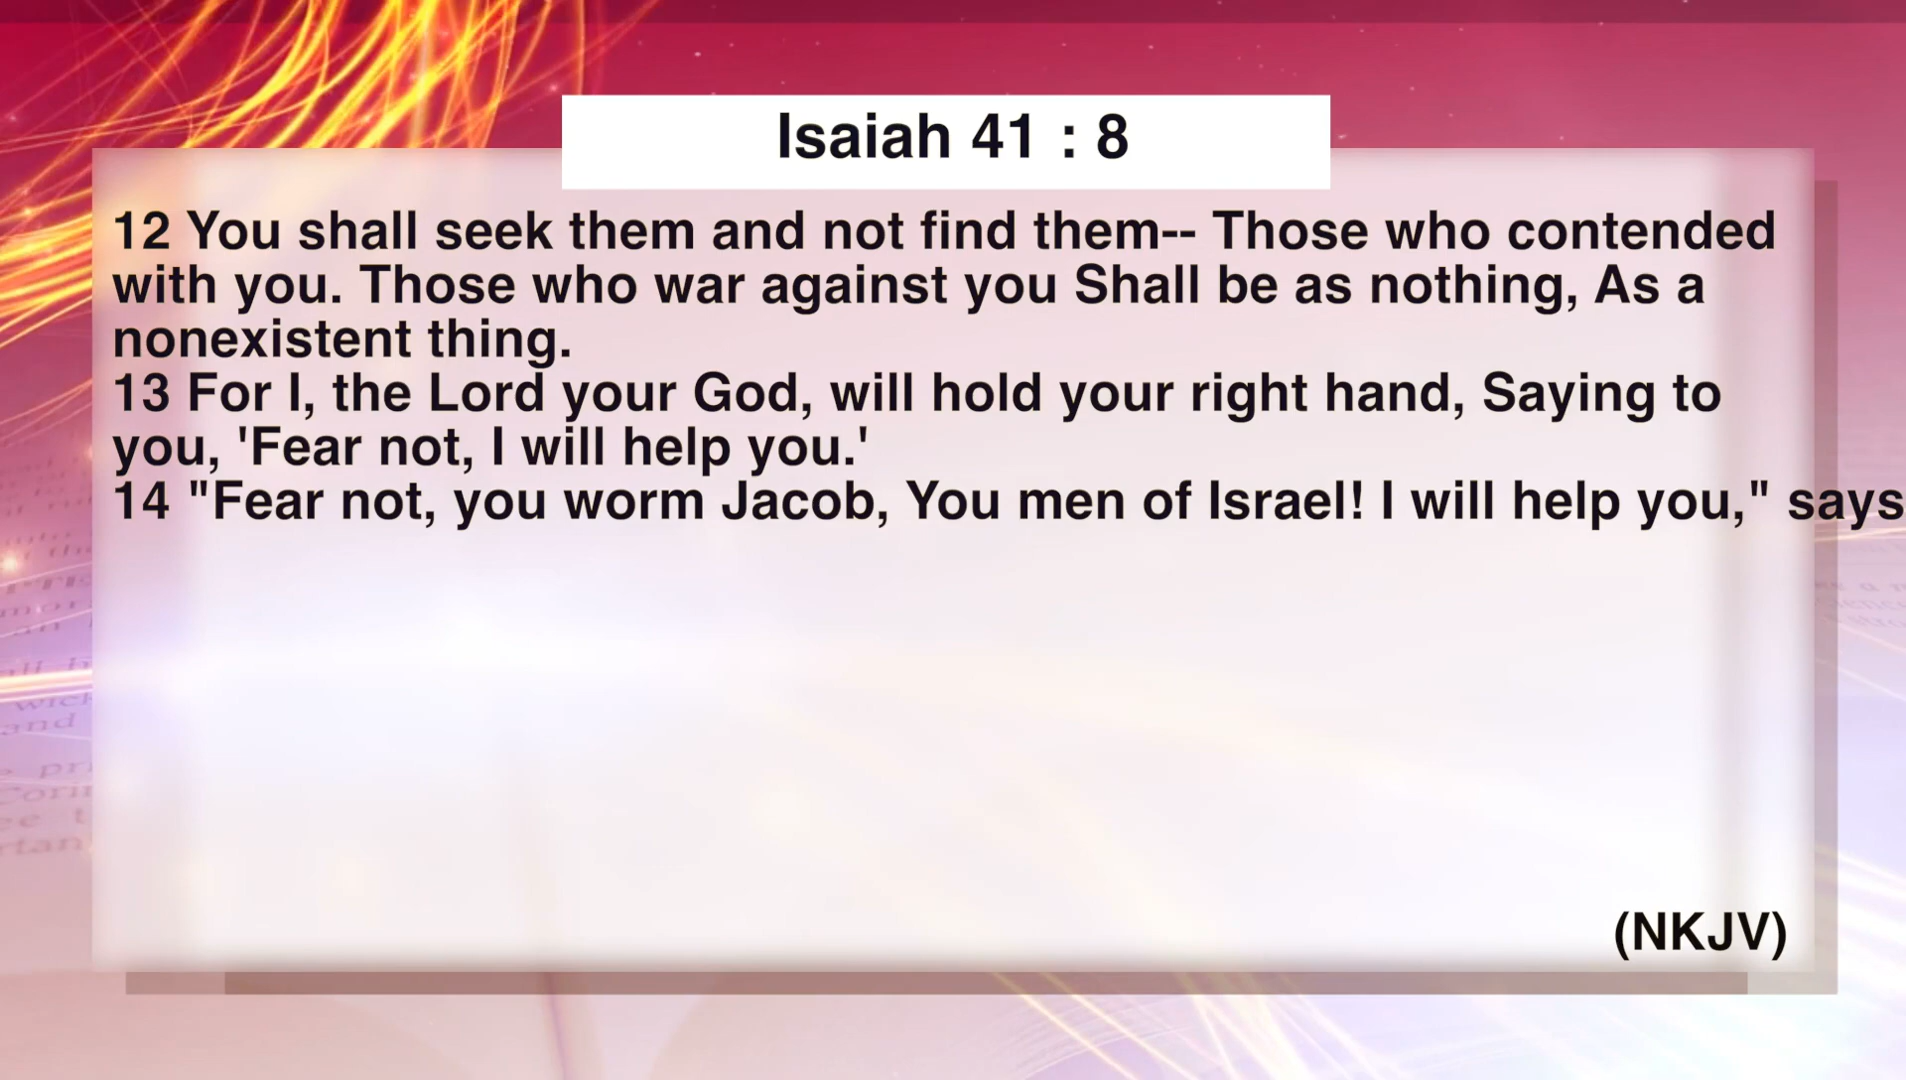 Isaiah 41 : 8
12 You shall seek them and not find them-- Those who contended
with you. Those who war against you Shall be as nothing, As a
nonexistent thing.
13 For I, the Lord your God, will hold your right hand, Saying to
you, 'Fear not, I will help you.'
14 "Fear not, you worm Jacob, You men of Israel! I will help you," says
(NKJV)